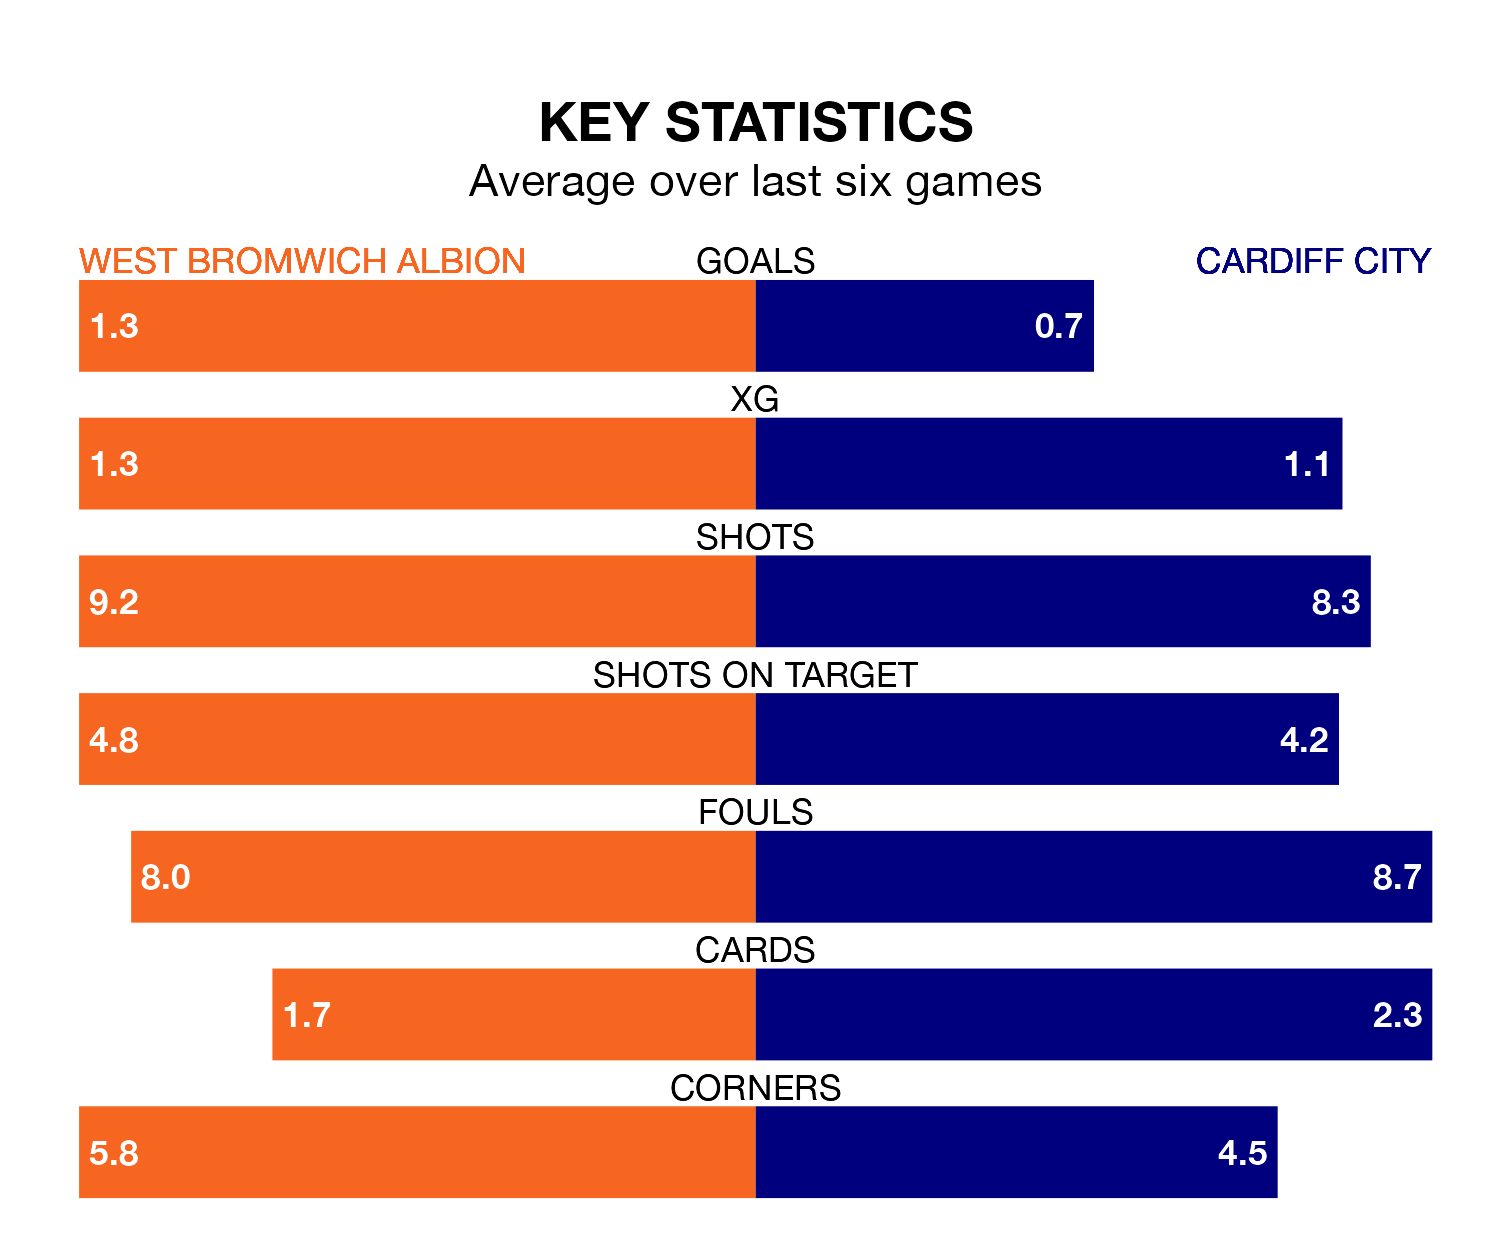 KEY STATISTICS
Average over last six games
WEST BROMWICH ALBION GOALS CARDIFF CITY
1.3 0.7
XG
1.3 1.1
SHOTS
9.2 8.3
SHOTS ON TARGET
4.8 4.2
FOULS
8.0 8.7
CARDS
1.7 2.3
CORNERS
5.8 4.5